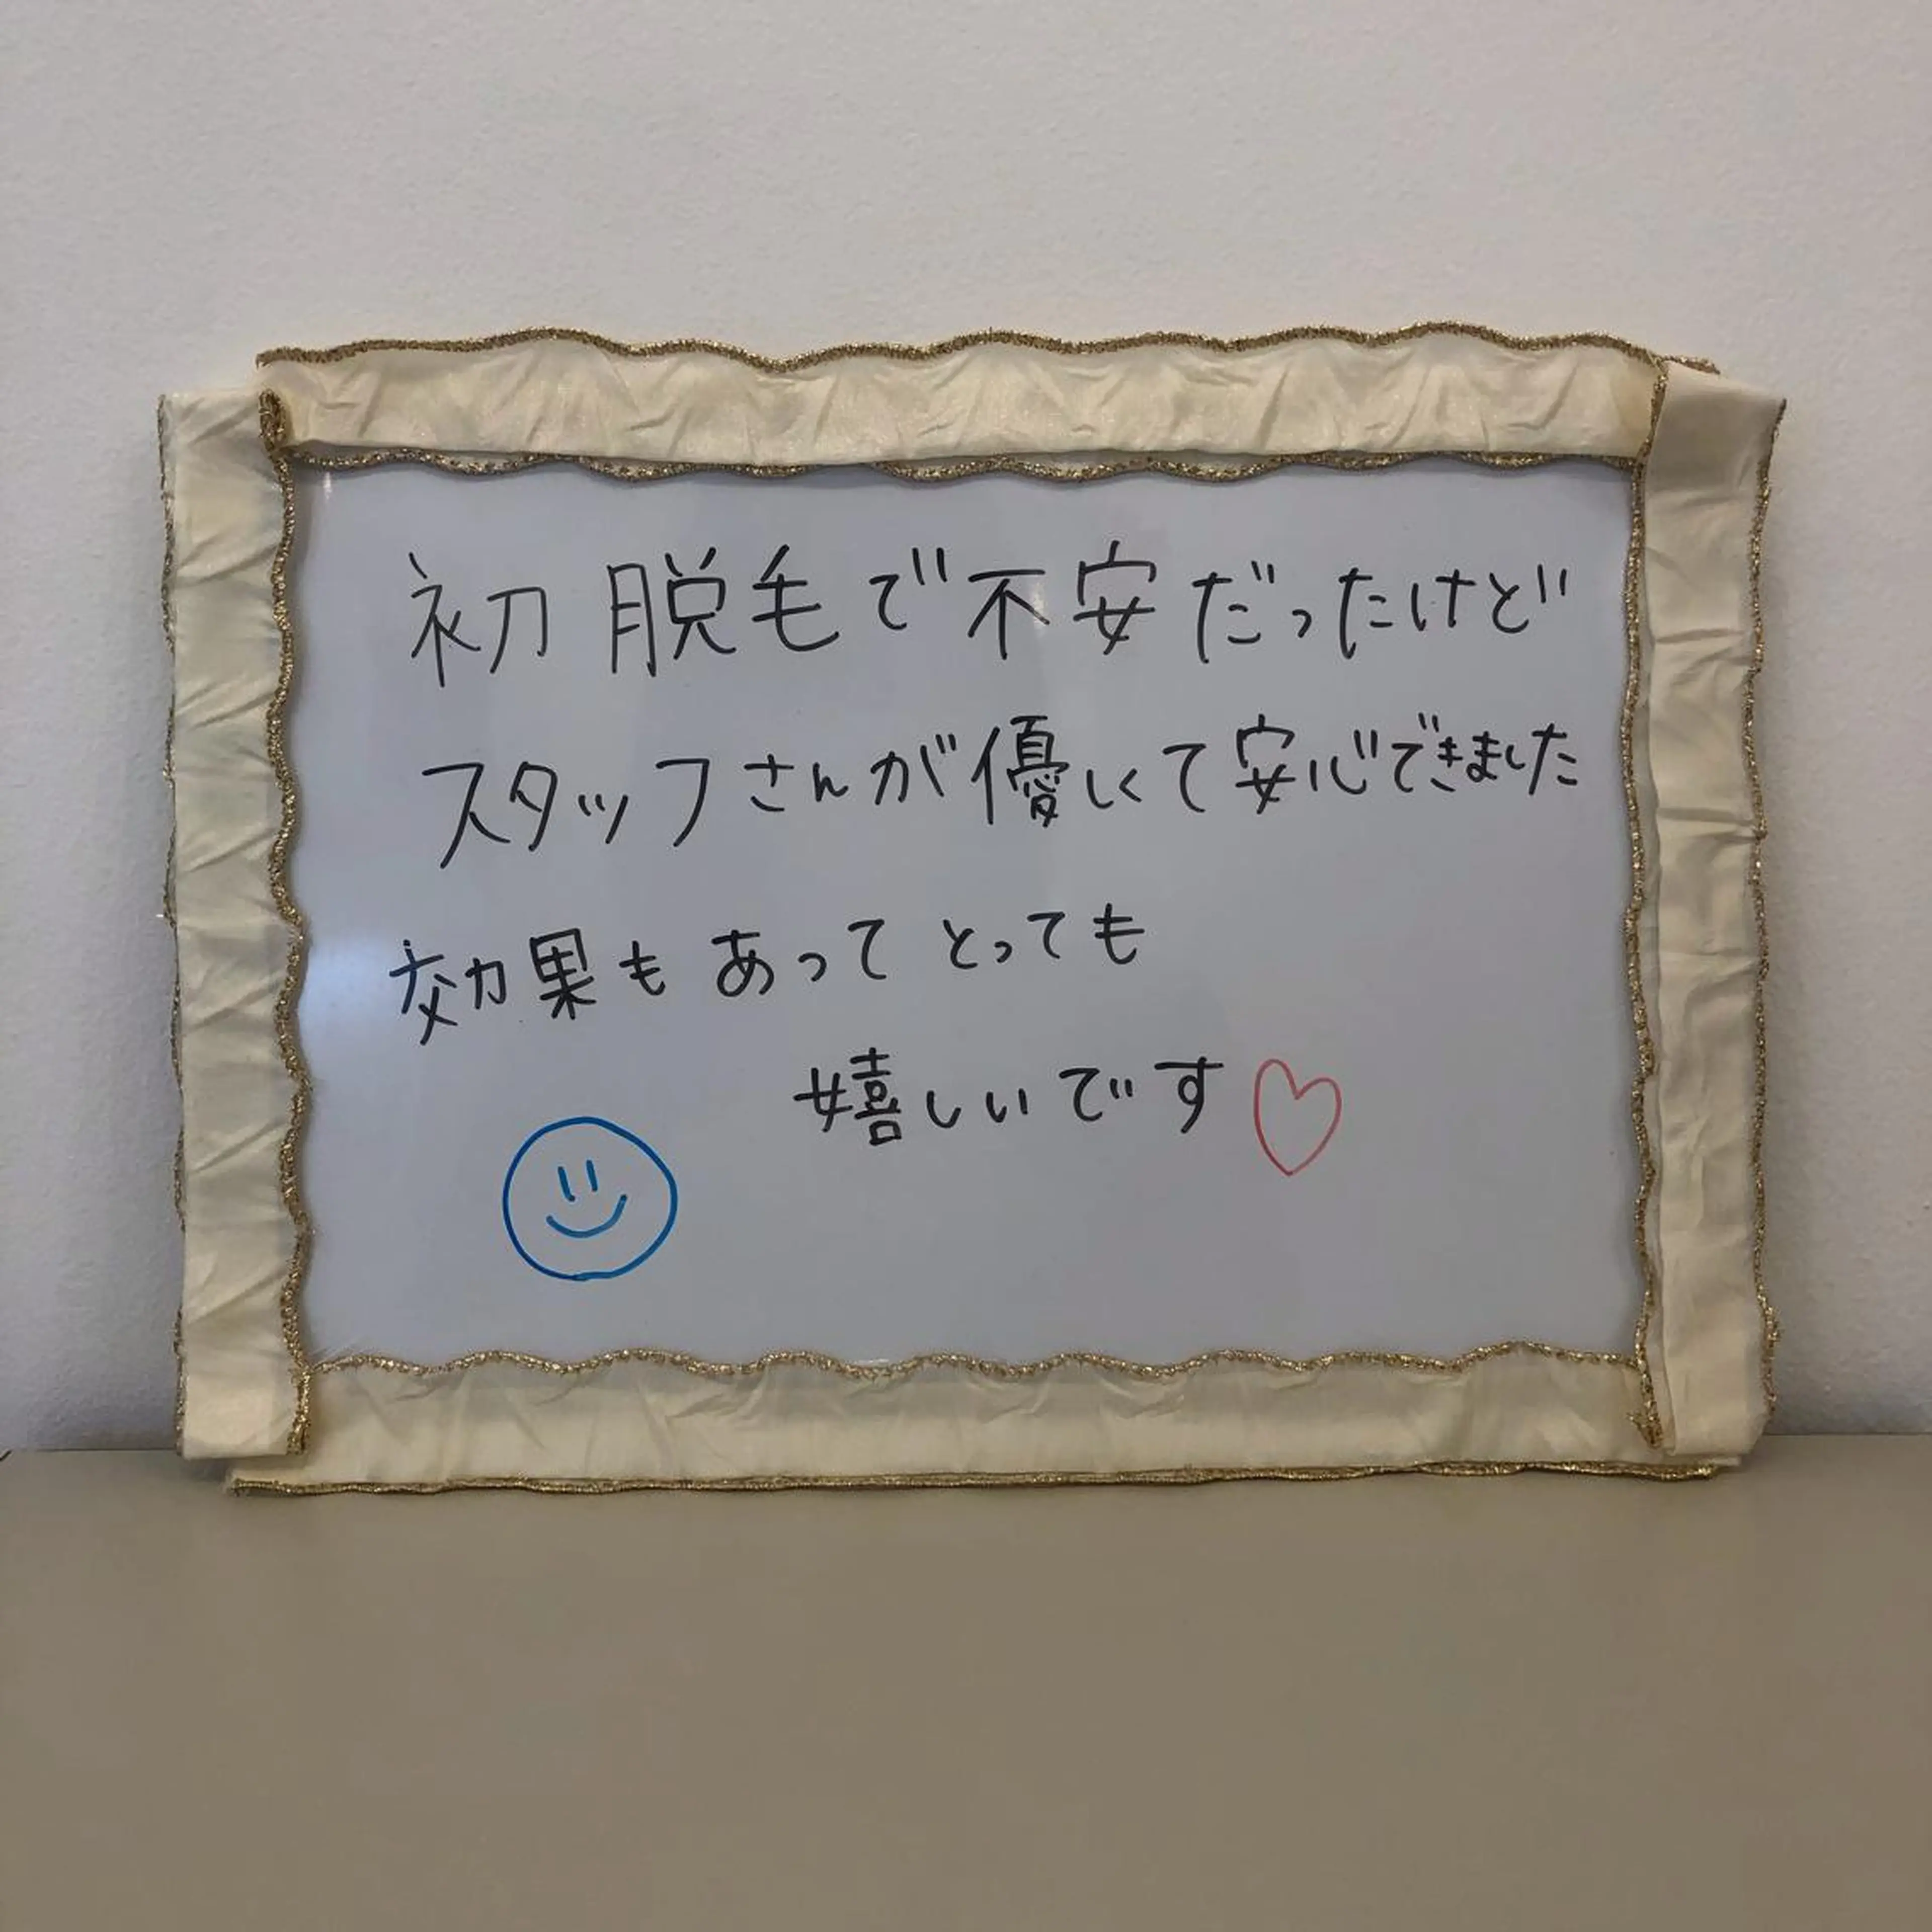 初脱毛で不安だったけど
スタッフさんが優しくて安心できました
効果もあってとっても
嬉しいです♡